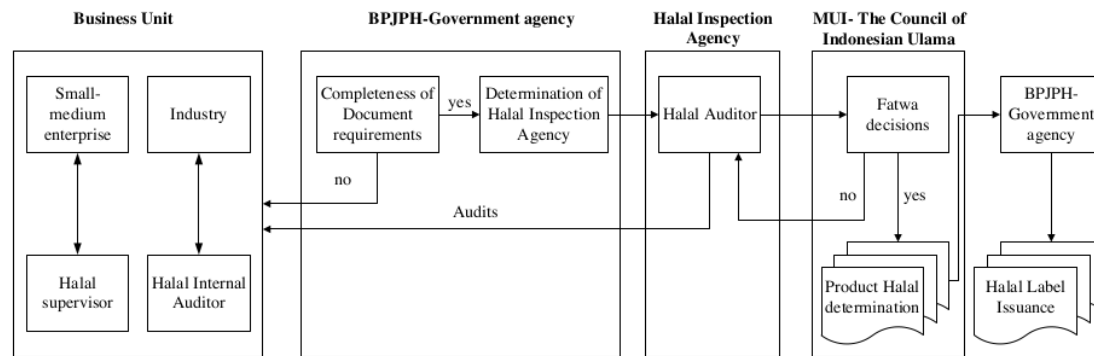 Business Unit
BPJPH-Government agency
Halal Inspection
Agency
MUI- The Council of
Indonesian Ulama
Small-
medium
enterprise
Industry
Halal
supervisor
Halal Internal
Auditor
Completeness of
Document
requirements
yes
Determination of
Halal Inspection
Agency
no
Audits
Halal Auditor
Fatwa
decisions
no
yes
Product Halal
determination
BPJPH-
Government
agency
Halal Label
Issuance